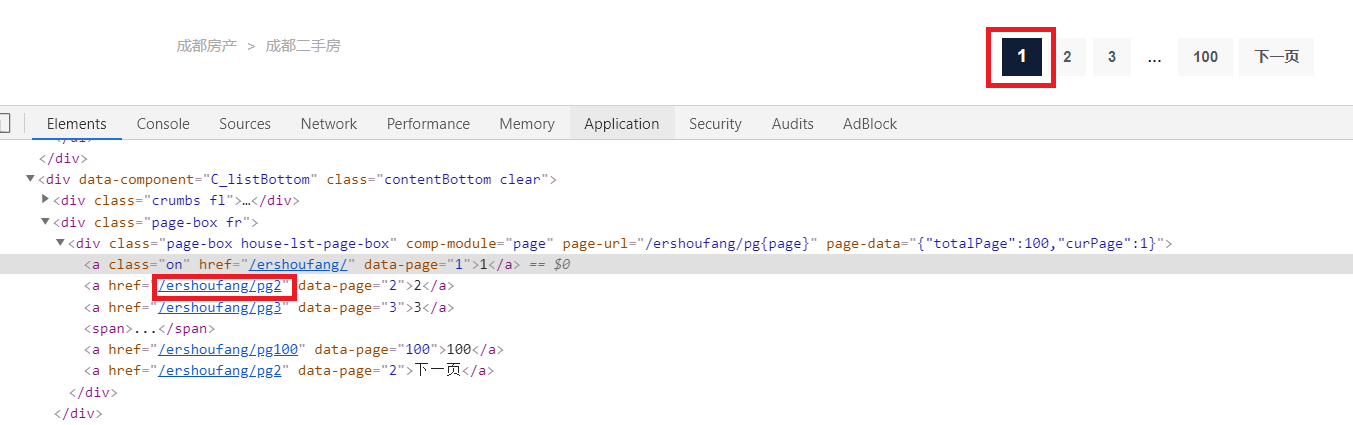 成都房产 > 成都二手房
1 2 3 ... 100 下一页
Elements Console Sources Network Performance Memory Application Security Audits AdBlock
</div>
<div data-component="C_listBottom" class="contentBottom clear">
<div class="crumbs fl">…</div>
<div class="page-box fr">
<div class="page-box house-lst-page-box" comp-module="page" page-url="/ershoufang/pg{page}" page-data="{"totalPage":100,"curPage":1}">
<a class="on" href="/ershoufang/" data-page="1">1</a> == $0
<a href="/ershoufang/pg2" data-page="2">2</a>
<a href="/ershoufang/pg3" data-page="3">3</a>
<span>...</span>
<a href="/ershoufang/pg100" data-page="100">100</a>
<a href="/ershoufang/pg2" data-page="2">下一页</a>
</div>
</div>